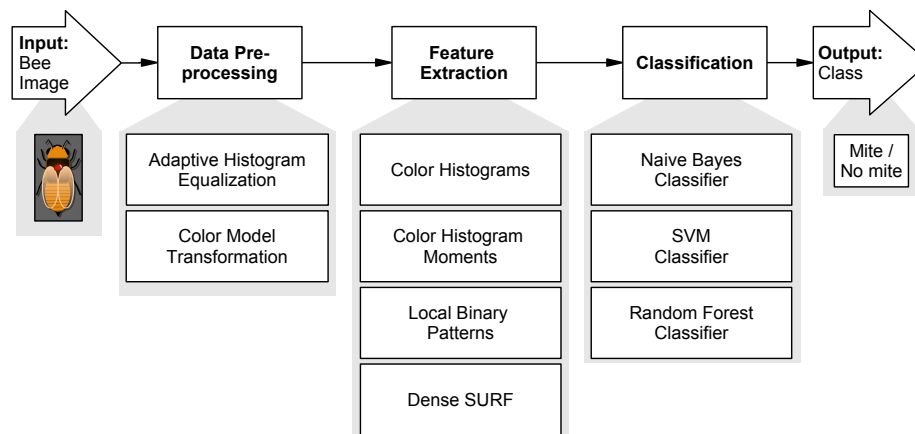 Input:
Bee
Image
Data Pre-
processing
Feature
Extraction
Classification
Output:
Class
Adaptive Histogram
Equalization
Color Model
Transformation
Color Histograms
Color Histogram
Moments
Local Binary
Patterns
Dense SURF
Naive Bayes
Classifier
SVM
Classifier
Random Forest
Classifier
Mite /
No mite